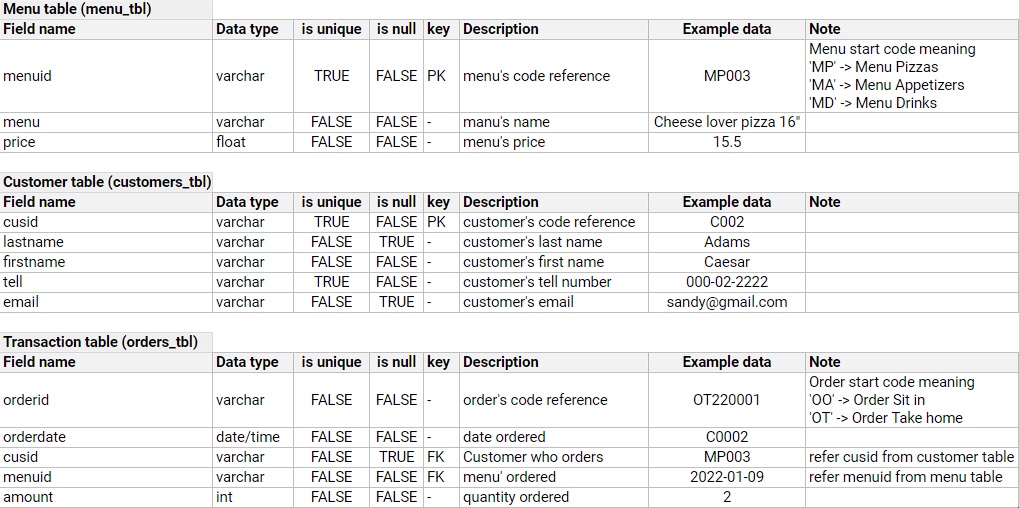 Menu table (menu_tbl)
Field name Data type is unique is null key Description Example data Note
menuid varchar TRUE FALSE PK menu's code reference MP003 Menu start code meaning
'MP' -> Menu Pizzas
'MA' -> Menu Appetizers
'MD' -> Menu Drinks
menu varchar FALSE FALSE - manu's name Cheese lover pizza 16"
price float FALSE FALSE - menu's price 15.5
Customer table (customers_tbl)
Field name Data type is unique is null key Description Example data Note
cusid varchar TRUE FALSE PK customer's code reference C002
lastname varchar FALSE TRUE - customer's last name Adams
firstname varchar FALSE FALSE - customer's first name Caesar
tell varchar TRUE FALSE - customer's tell number 000-02-2222
email varchar FALSE TRUE - customer's email sandy@gmail.com
Transaction table (orders_tbl)
Field name Data type is unique is null key Description Example data Note
orderid varchar FALSE FALSE - order's code reference OT220001 Order start code meaning
'OO' -> Order Sit in
'OT' -> Order Take home
orderdate date/time FALSE FALSE - date ordered C0002
cusid varchar FALSE TRUE FK Customer who orders MP003 refer cusid from customer table
menuid varchar FALSE FALSE FK menu' ordered 2022-01-09 refer menuid from menu table
amount int FALSE FALSE - quantity ordered 2